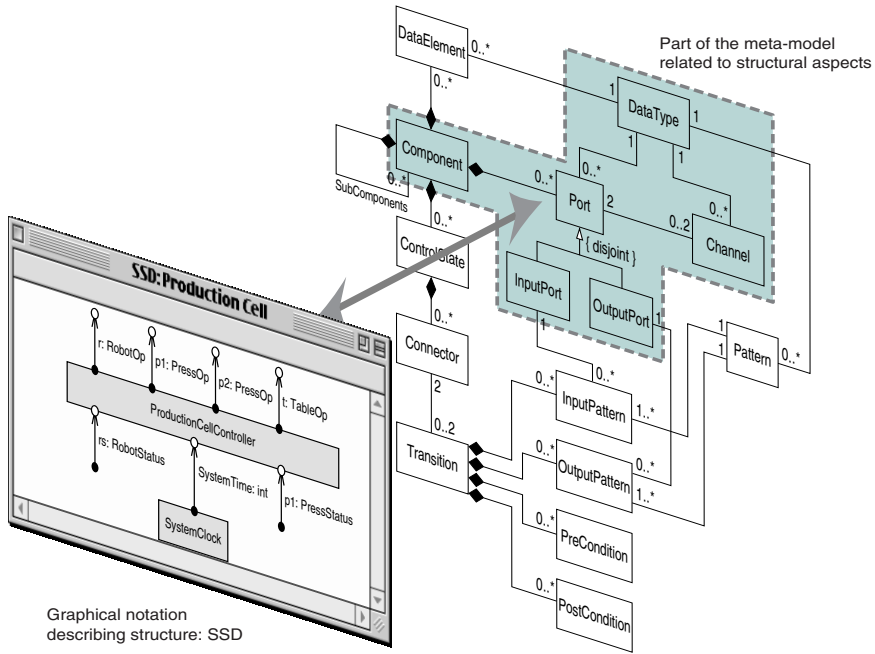 Part of the meta-model
related to structural aspects
DataElement
0..*
0..*
1
DataType
1
1
1
Component
0..*
SubComponents
0..*
0..*
Port
2
0..2
0..*
Channel
{ disjoint }
InputPort
OutputPort
1
1
0..*
ControlState
0..*
Connector
2
0..2
Transition
1
1
Pattern
0..*
0..*
0..*
InputPattern
1..*
0..*
OutputPattern
0..*
1..*
0..*
PreCondition
0..*
PostCondition
SSD: Production Cell
r: RobotOp
p1: PressOp
p2: PressOp
t: TableOp
ProductionCellController
rs: RobotStatus
SystemTime: int
p1: PressStatus
SystemClock
Graphical notation
describing structure: SSD